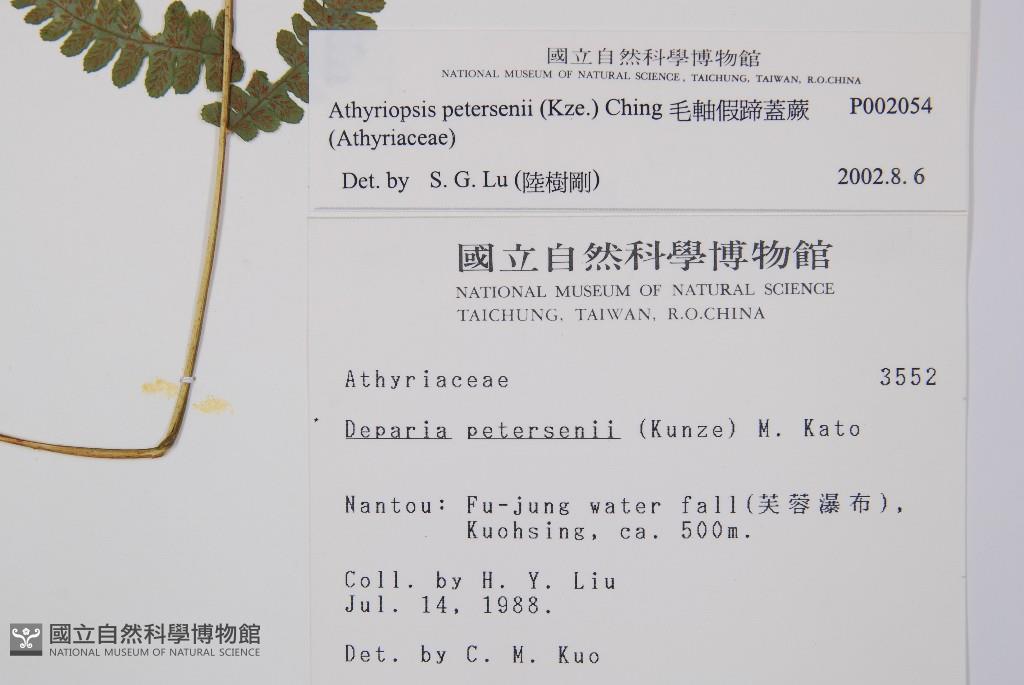 國立自然科學博物館
NATIONAL MUSEUM OF NATURAL SCIENCE, TAICHUNG, TAIWAN, R.O.CHINA
Athyriopsis petersenii (Kze.) Ching 毛軸假蹄蓋蕨 P002054
(Athyriaceae)
Det. by S. G. Lu (陸樹剛) 2002.8.6
國立自然科學博物館
NATIONAL MUSEUM OF NATURAL SCIENCE
TAICHUNG, TAIWAN, R.O.CHINA
Athyriaceae 3552
Deparia petersenii (Kunze) M. Kato
Nantou: Fu-jung water fall(芙蓉瀑布),
Kuohsing, ca. 500m.
Coll. by H. Y. Liu
Jul. 14, 1988.
Det. by C. M. Kuo
國立自然科學博物館
NATIONAL MUSEUM OF NATURAL SCIENCE